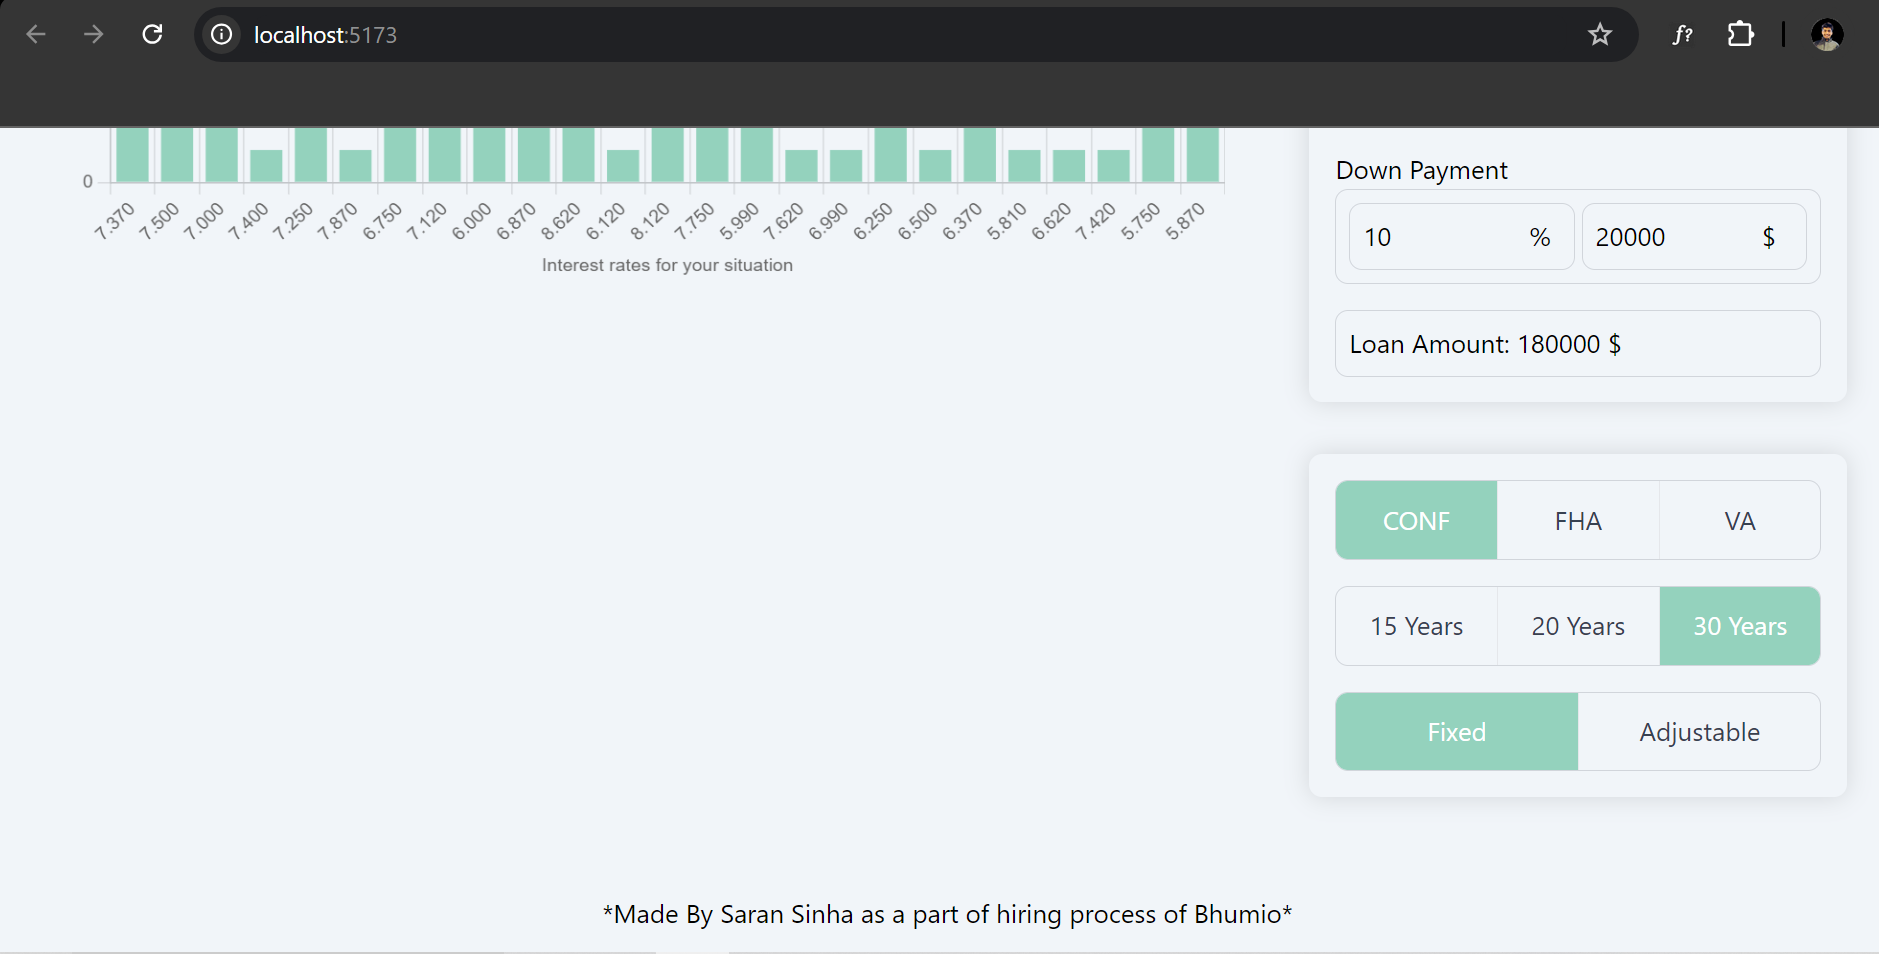 localhost:5173
f?
0
7.370 7.500 7.000 7.400 7.250 7.870 6.750 7.120 6.000 6.870 8.620 6.120 8.120 7.750 5.990 7.620 6.990 6.250 6.500 6.370 5.810 6.620 7.420 5.750 5.870
Interest rates for your situation
Down Payment
10 % 20000 $
Loan Amount: 180000 $
CONF FHA VA
15 Years 20 Years 30 Years
Fixed Adjustable
*Made By Saran Sinha as a part of hiring process of Bhumio*